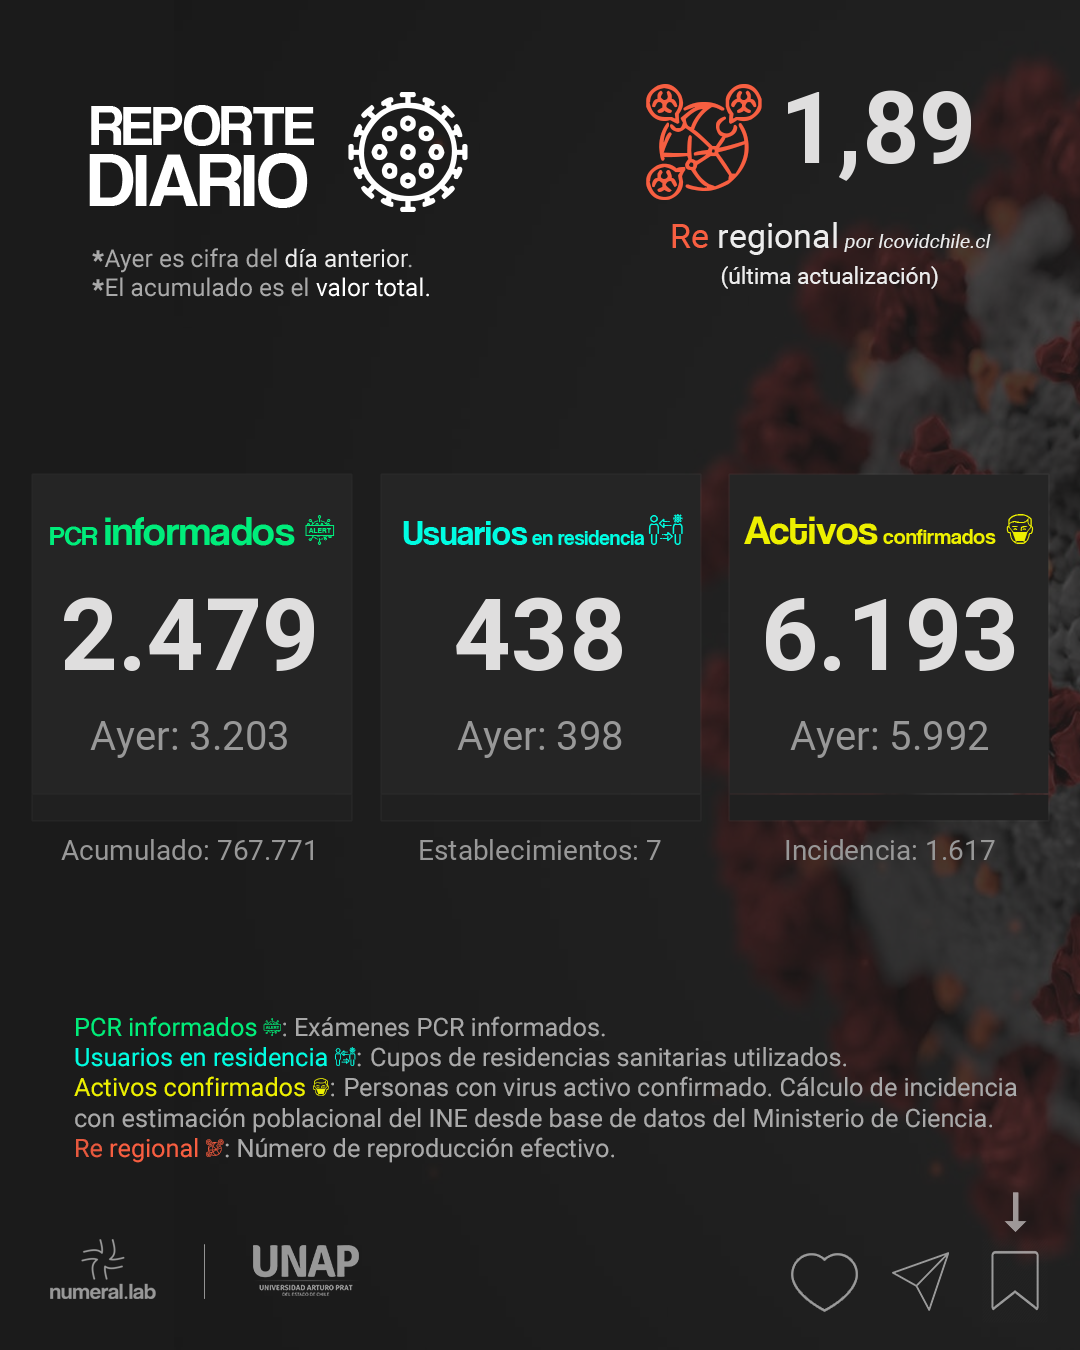 REPORTE
DIARIO
*Ayer es cifra del día anterior.
*El acumulado es el valor total.
1,89
Re regional por Icovidchile.cl
(última actualización)
PCR informados
ALERT
2.479
Ayer: 3.203
Acumulado: 767.771
Usuarios en residencia
438
Ayer: 398
Establecimientos: 7
Activos confirmados
6.193
Ayer: 5.992
Incidencia: 1.617
PCR informados : Exámenes PCR informados.
Usuarios en residencia : Cupos de residencias sanitarias utilizados.
Activos confirmados : Personas con virus activo confirmado. Cálculo de incidencia
con estimación poblacional del INE desde base de datos del Ministerio de Ciencia.
Re regional : Número de reproducción efectivo.
numeral.lab
UNAP
UNIVERSIDAD ARTURO PRAT
DEL ESTADO DE CHILE